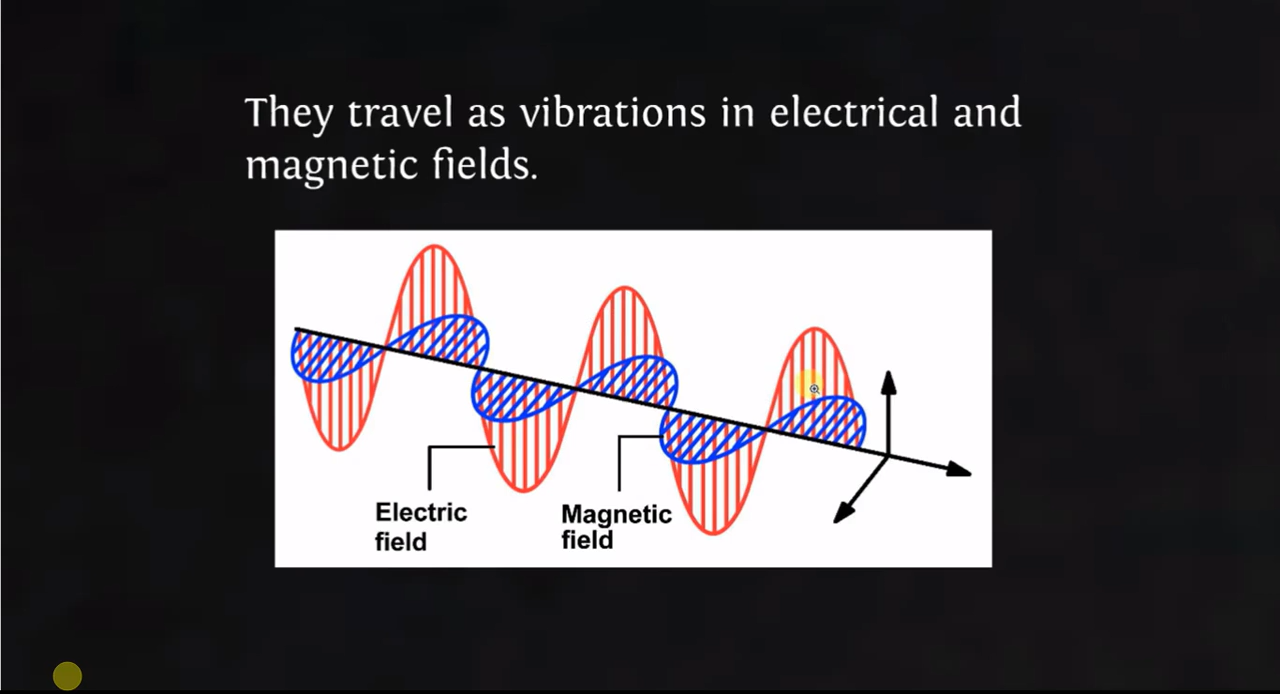 They travel as vibrations in electrical and
magnetic fields.
Electric
field
Magnetic
field